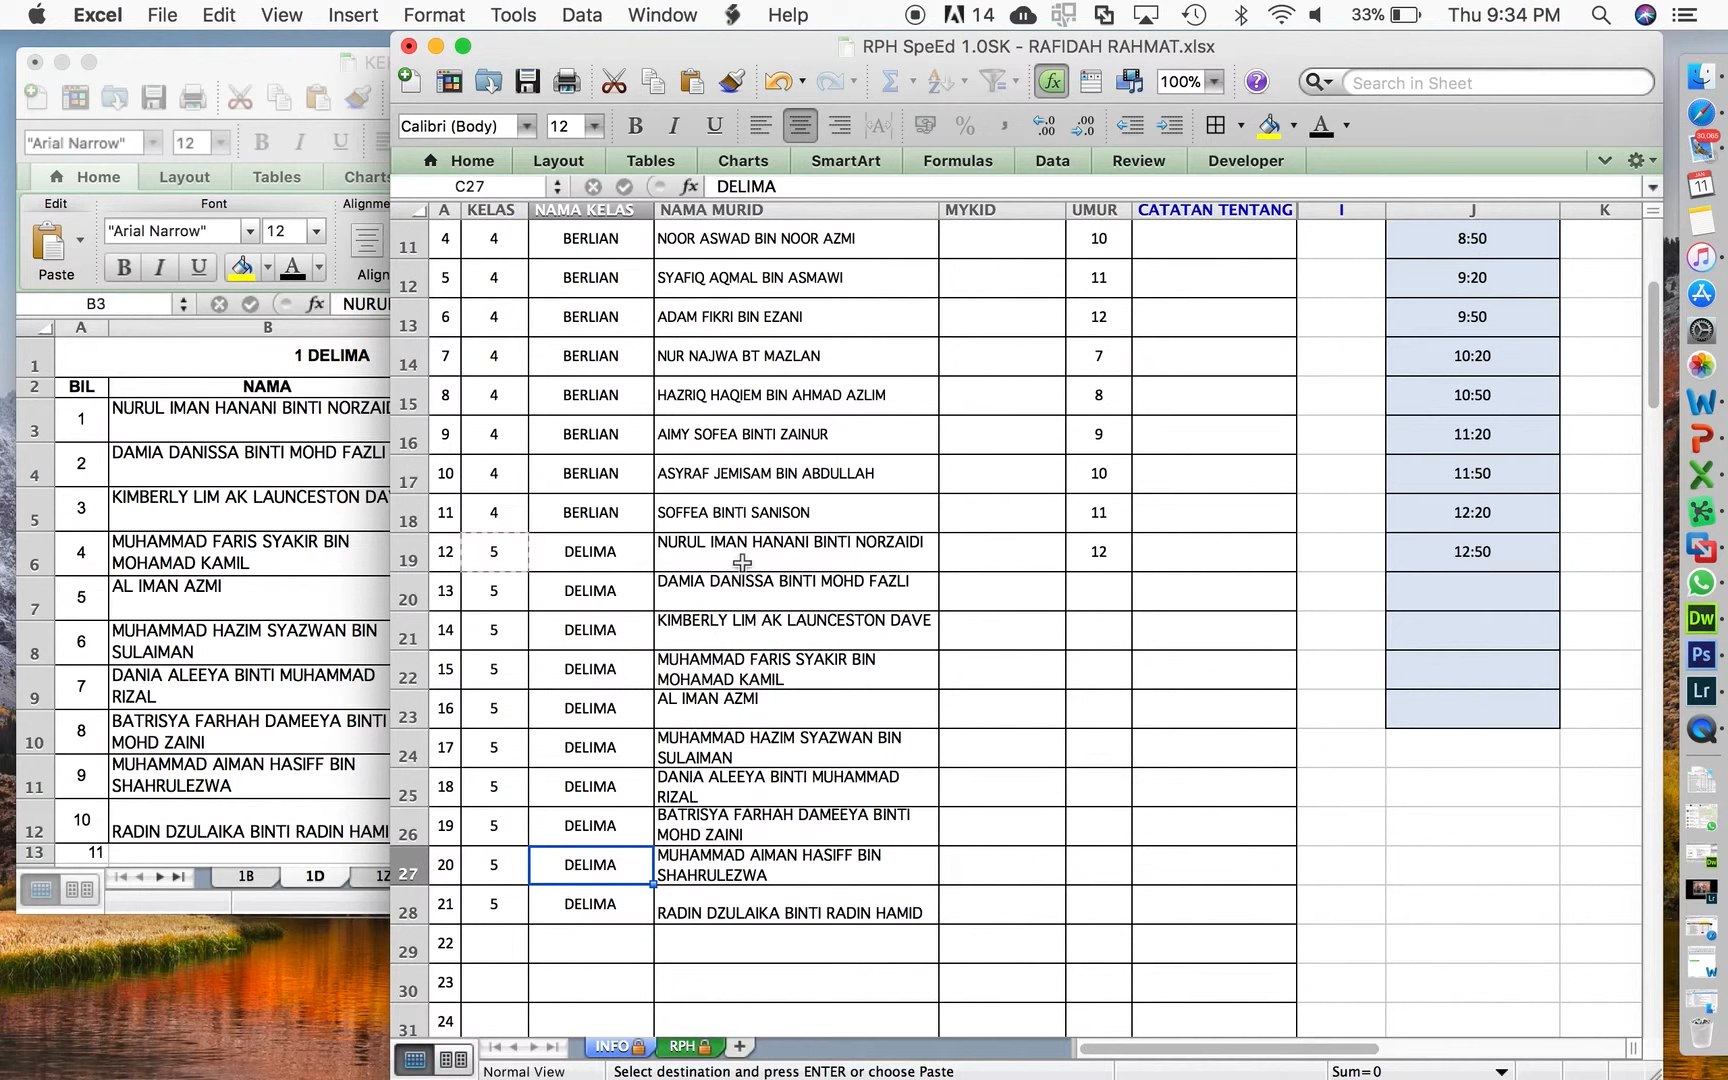 Excel File Edit View Insert Format Tools Data Window Help 14 33% Thu 9:34 PM
RPH SpeEd 1.0SK - RAFIDAH RAHMAT.xlsx
100% Search in Sheet
Calibri (Body) 12
Home Layout Tables Charts SmartArt Formulas Data Review Developer
C27 fx DELIMA
A KELAS NAMA KELAS NAMA MURID MYKID UMUR CATATAN TENTANG I J K
11 4 4 BERLIAN NOOR ASWAD BIN NOOR AZMI 10 8:50
12 5 4 BERLIAN SYAFIQ AQMAL BIN ASMAWI 11 9:20
13 6 4 BERLIAN ADAM FIKRI BIN EZANI 12 9:50
14 7 4 BERLIAN NUR NAJWA BT MAZLAN 7 10:20
15 8 4 BERLIAN HAZRIQ HAQIEM BIN AHMAD AZLIM 8 10:50
16 9 4 BERLIAN AIMY SOFEA BINTI ZAINUR 9 11:20
17 10 4 BERLIAN ASYRAF JEMISAM BIN ABDULLAH 10 11:50
18 11 4 BERLIAN SOFFEA BINTI SANISON 11 12:20
19 12 5 DELIMA NURUL IMAN HANANI BINTI NORZAIDI 12 12:50
20 13 5 DELIMA DAMIA DANISSA BINTI MOHD FAZLI
21 14 5 DELIMA KIMBERLY LIM AK LAUNCESTON DAVE
22 15 5 DELIMA MUHAMMAD FARIS SYAKIR BIN
MOHAMAD KAMIL
23 16 5 DELIMA AL IMAN AZMI
24 17 5 DELIMA MUHAMMAD HAZIM SYAZWAN BIN
SULAIMAN
25 18 5 DELIMA DANIA ALEEYA BINTI MUHAMMAD
RIZAL
26 19 5 DELIMA BATRISYA FARHAH DAMEEYA BINTI
MOHD ZAINI
27 20 5 DELIMA MUHAMMAD AIMAN HASIFF BIN
SHAHRULEZWA
28 21 5 DELIMA RADIN DZULAIKA BINTI RADIN HAMID
29 22
30 23
31 24
INFO RPH
Normal View Select destination and press ENTER or choose Paste Sum=0
"Arial Narrow" 12 B I U
Home Layout Tables Charts
Edit Font
"Arial Narrow" 12
Paste B I U A Align
B3 fx
A B
1 1 DELIMA
2 BIL NAMA
3 1 NURUL IMAN HANANI BINTI
4 2 DAMIA DANISSA BINTI MOHD FAZLI
5 3 KIMBERLY LIM AK LAUNCESTON
6 4 MUHAMMAD FARIS SYAKIR BIN
MOHAMAD KAMIL
7 5 AL IMAN AZMI
8 6 MUHAMMAD HAZIM SYAZWAN BIN
SULAIMAN
9 7 DANIA ALEEYA BINTI MUHAMMAD
RIZAL
10 8 BATRISYA FARHAH DAMEEYA BINTI
MOHD ZAINI
11 9 MUHAMMAD AIMAN HASIFF BIN
SHAHRULEZWA
12 10 RADIN DZULAIKA BINTI RADIN
13 11
1B 1D
30,065
JAN
11
Dw
Ps
Lr